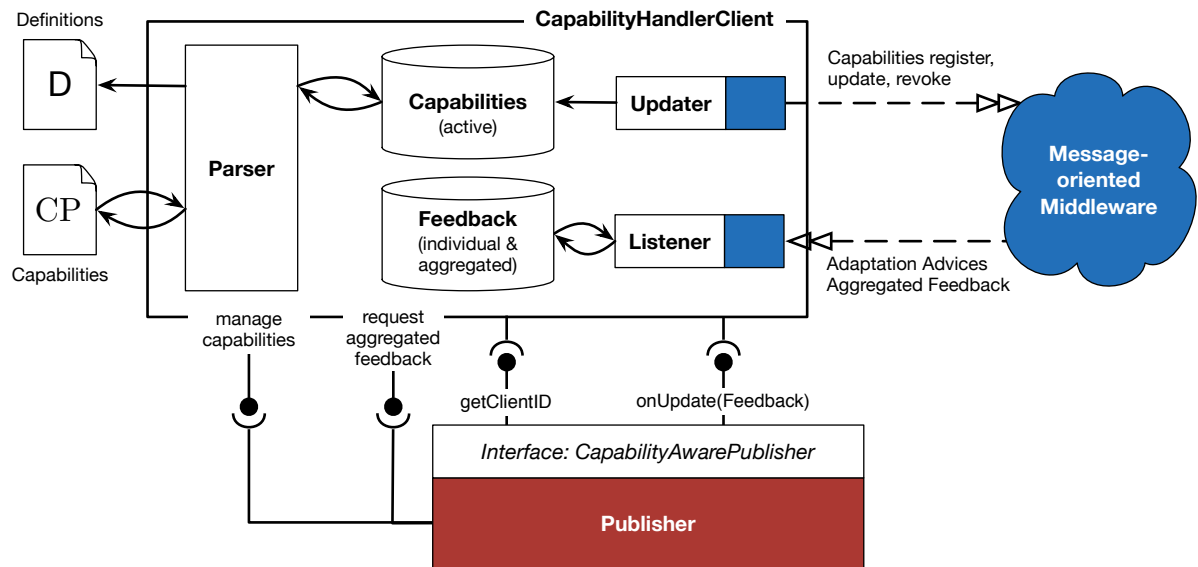 Definitions
D
CP
Capabilities
CapabilityHandlerClient
Parser
Capabilities
(active)
Feedback
(individual &
aggregated)
Updater
Listener
Capabilities register,
update, revoke
Message-
oriented
Middleware
Adaptation Advices
Aggregated Feedback
manage
capabilities
request
aggregated
feedback
getClientID
onUpdate(Feedback)
Interface: CapabilityAwarePublisher
Publisher